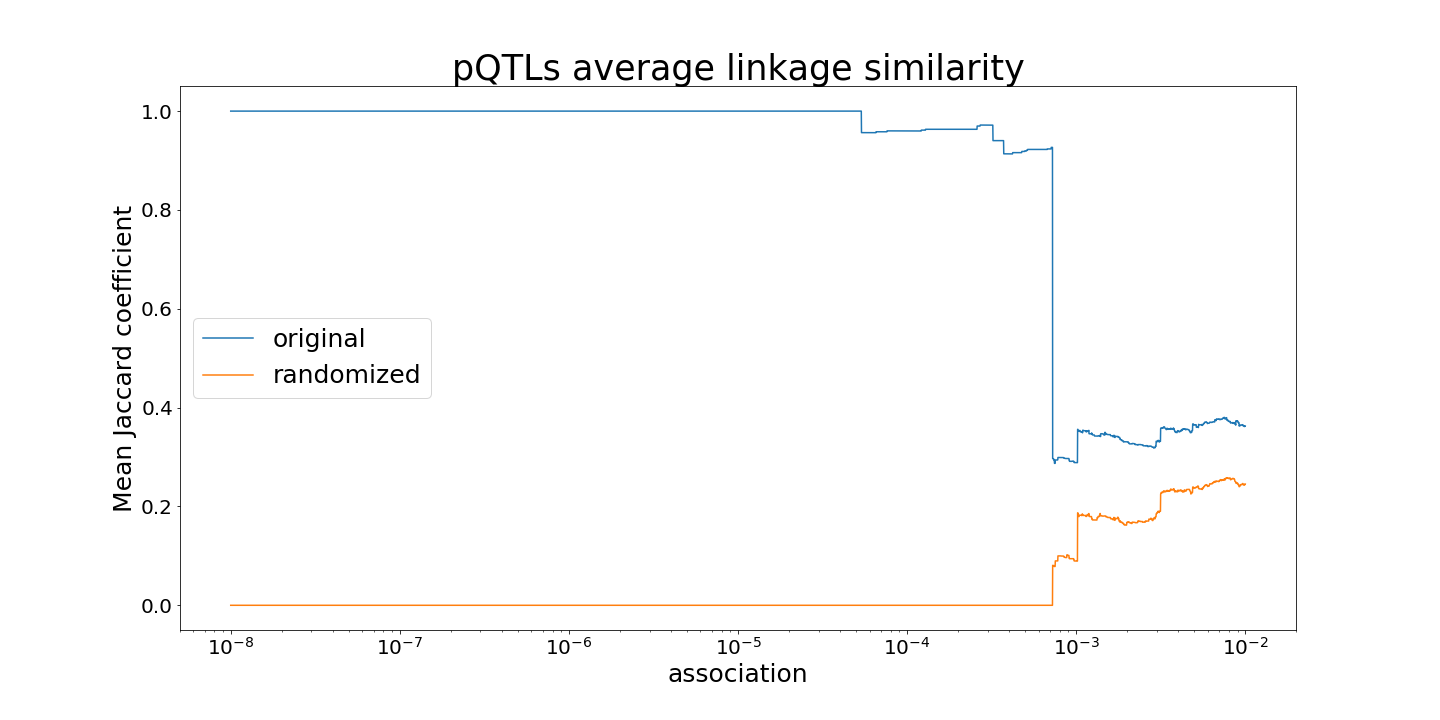 pQTLs average linkage similarity
Mean Jaccard coefficient
1.0
0.8
0.6
0.4
0.2
0.0
original
randomized
10⁻⁸ 10⁻⁷ 10⁻⁶ 10⁻⁵ 10⁻⁴ 10⁻³ 10⁻²
association